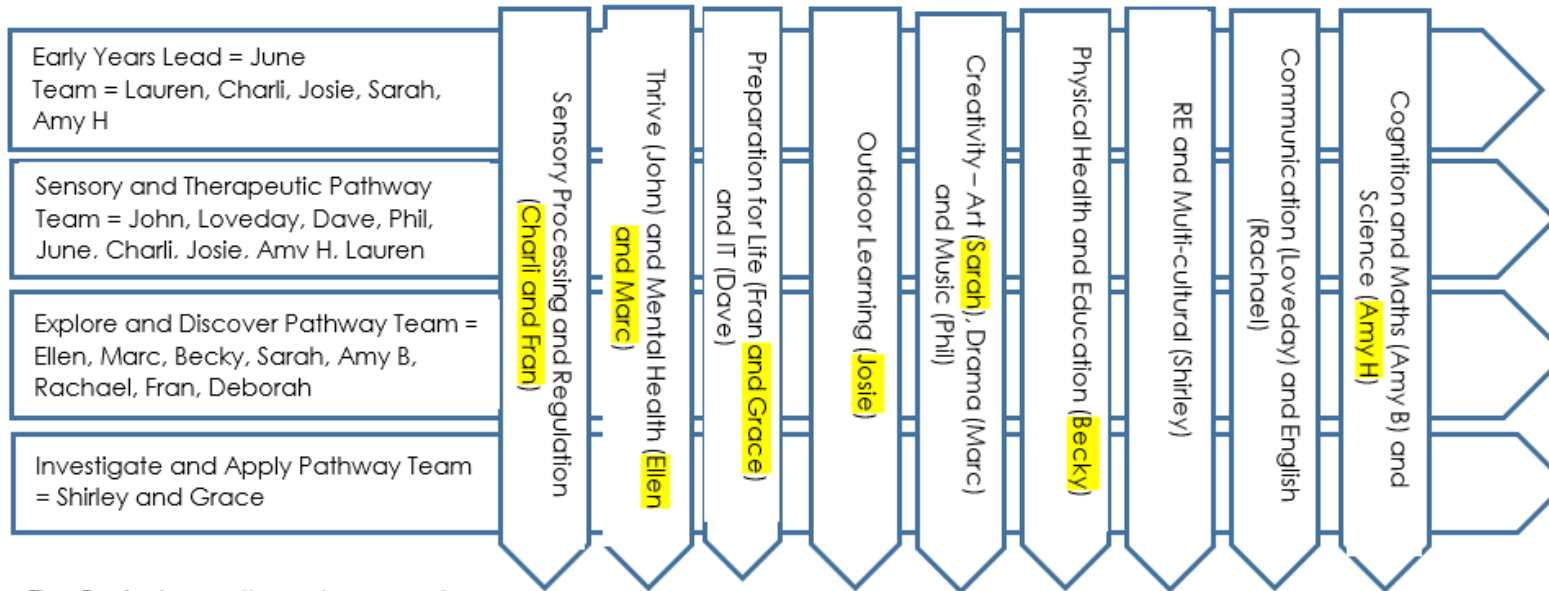 Early Years Lead = June
Team = Lauren, Charli, Josie, Sarah,
Amy H
Sensory and Therapeutic Pathway
Team = John, Loveday, Dave, Phil,
June, Charli, Josie, Amy H, Lauren
Explore and Discover Pathway Team =
Ellen, Marc, Becky, Sarah, Amy B,
Rachael, Fran, Deborah
Investigate and Apply Pathway Team
= Shirley and Grace
Sensory Processing and Regulation
(Charli and Fran)
Thrive (John) and Mental Health (Ellen
and Marc)
Preparation for Life (Fran and Grace)
and IT (Dave)
Outdoor Learning (Josie)
Creativity – Art (Sarah), Drama (Marc)
and Music (Phil)
Physical Health and Education (Becky)
RE and Multi-cultural (Shirley)
Communication (Loveday) and English
(Rachael)
Cognition and Maths (Amy B) and
Science (Amy H)